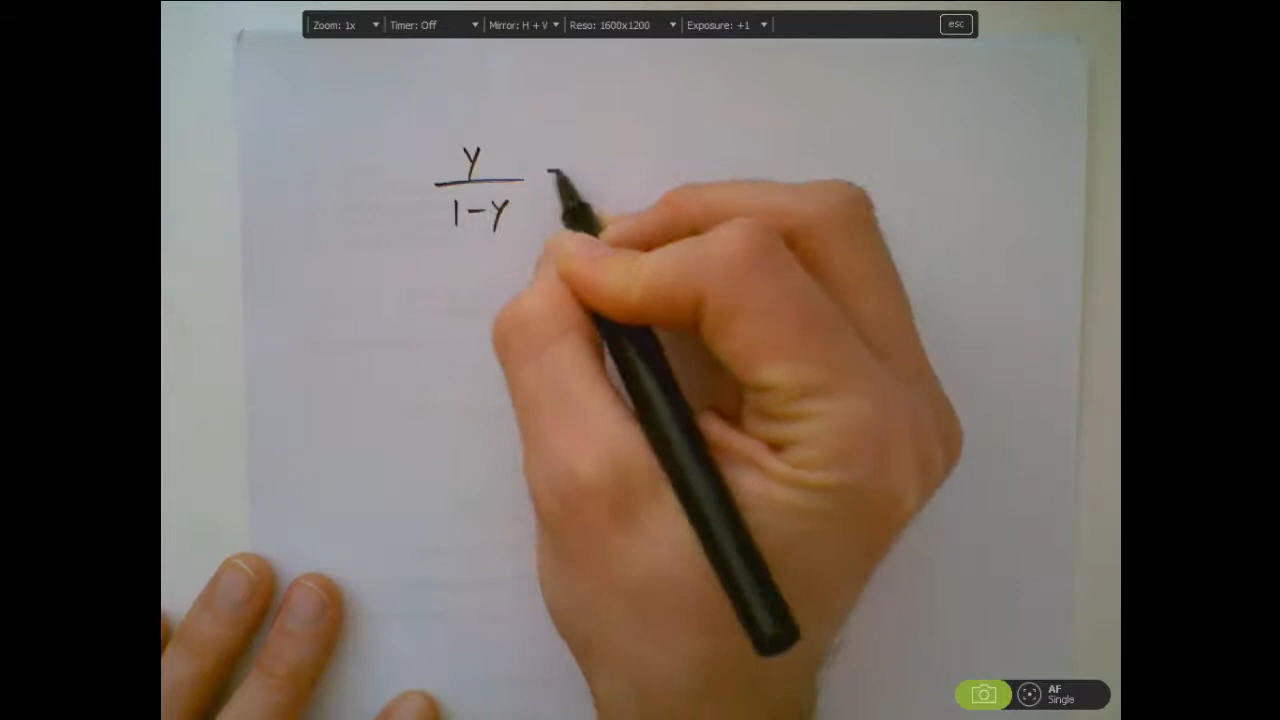 Zoom: 1x Timer: Off Mirror: H + V Reso: 1600x1200 Exposure: +1 esc
y
1-y
AF
Single